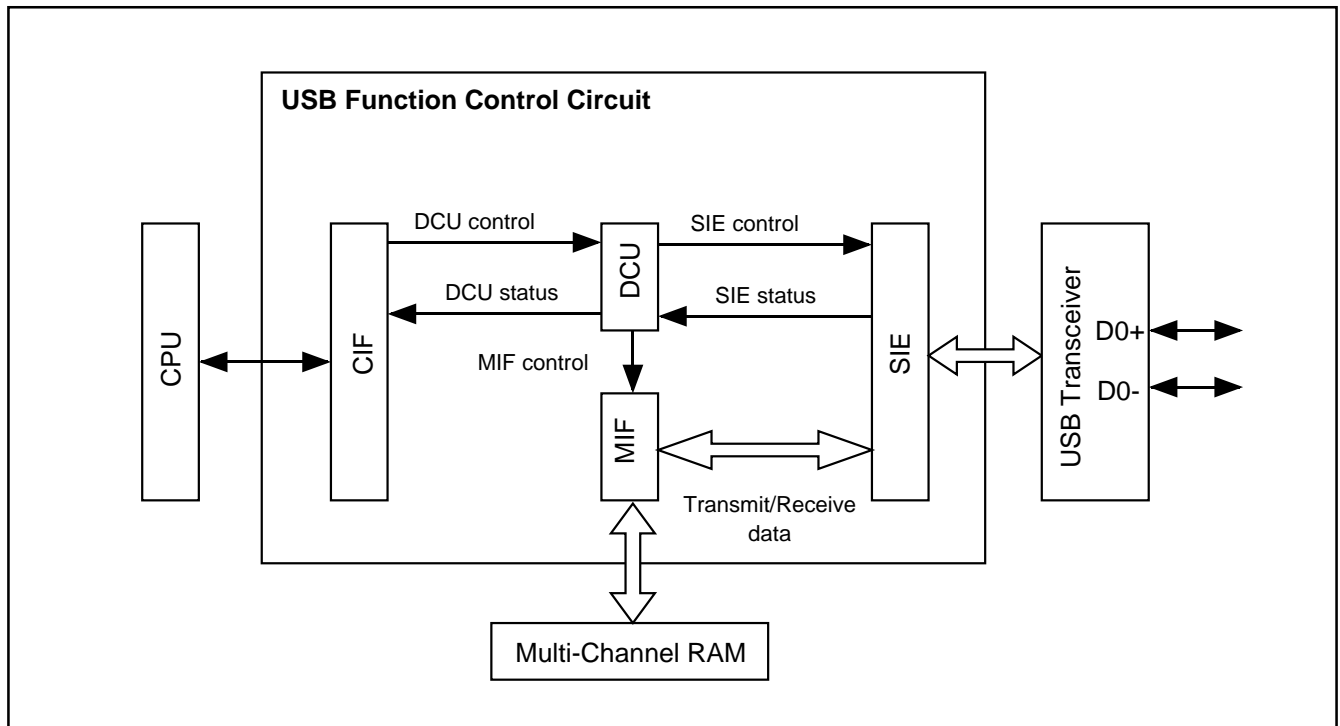 USB Function Control Circuit
DCU control
SIE control
DCU status
SIE status
MIF control
CPU
CIF
DCU
MIF
SIE
USB Transceiver
D0+
D0-
Transmit/Receive
data
Multi-Channel RAM